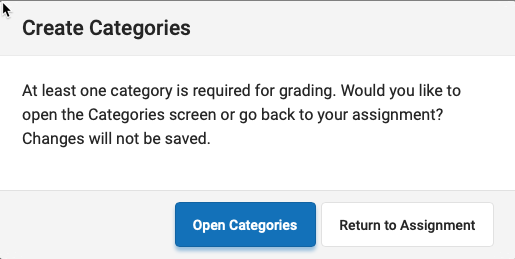 Create Categories
At least one category is required for grading. Would you like to
open the Categories screen or go back to your assignment?
Changes will not be saved.
Open Categories
Return to Assignment